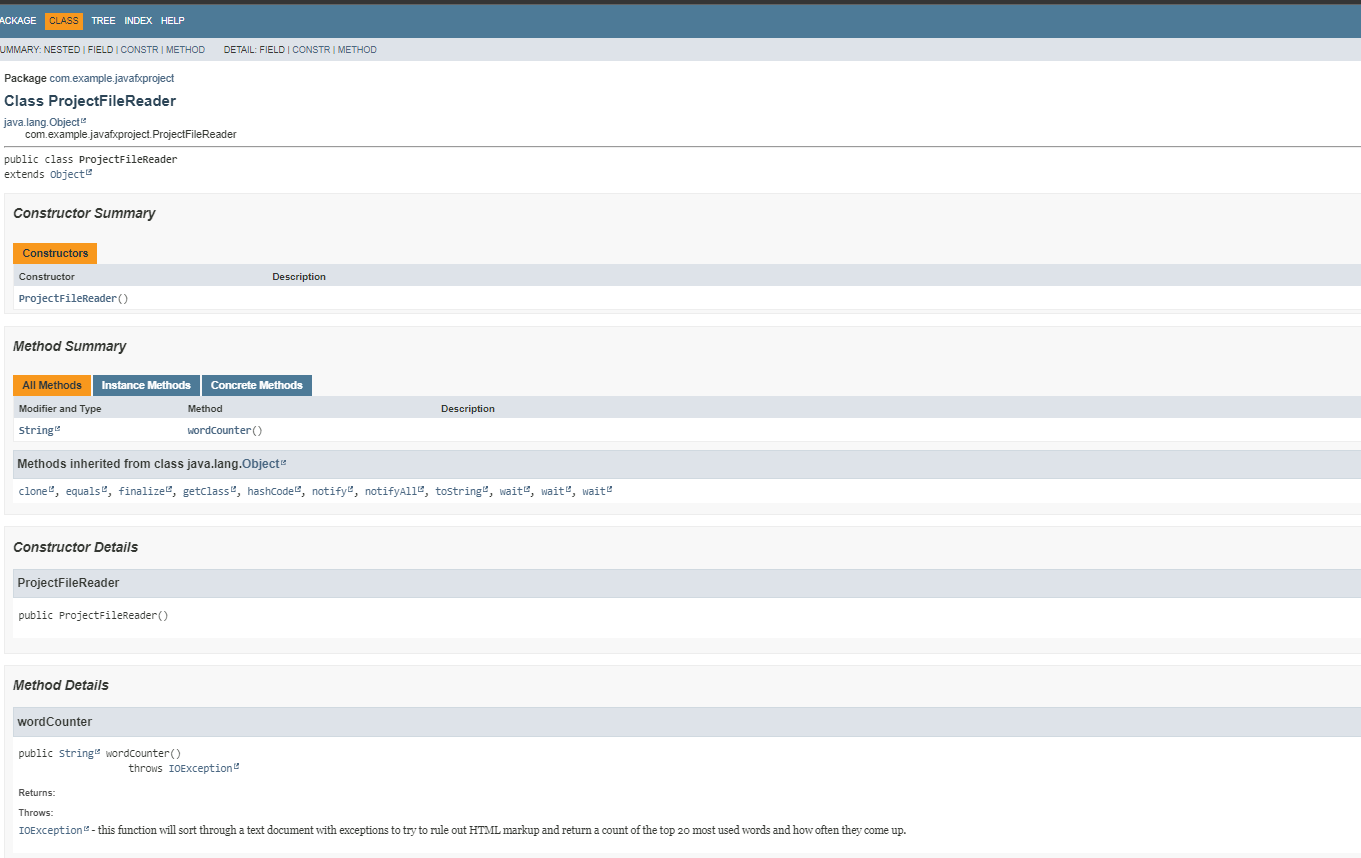 ACKAGE CLASS TREE INDEX HELP
UMMARY: NESTED | FIELD | CONSTR | METHOD DETAIL: FIELD | CONSTR | METHOD
Package com.example.javafxproject
Class ProjectFileReader
java.lang.Object
com.example.javafxproject.ProjectFileReader
public class ProjectFileReader
extends Object
Constructor Summary
Constructors
Constructor Description
ProjectFileReader()
Method Summary
All Methods Instance Methods Concrete Methods
Modifier and Type Method Description
String wordCounter()
Methods inherited from class java.lang.Object
clone, equals, finalize, getClass, hashCode, notify, notifyAll, toString, wait, wait, wait
Constructor Details
ProjectFileReader
public ProjectFileReader()
Method Details
wordCounter
public String wordCounter()
throws IOException
Returns:
Throws:
IOException - this function will sort through a text document with exceptions to try to rule out HTML markup and return a count of the top 20 most used words and how often they come up.